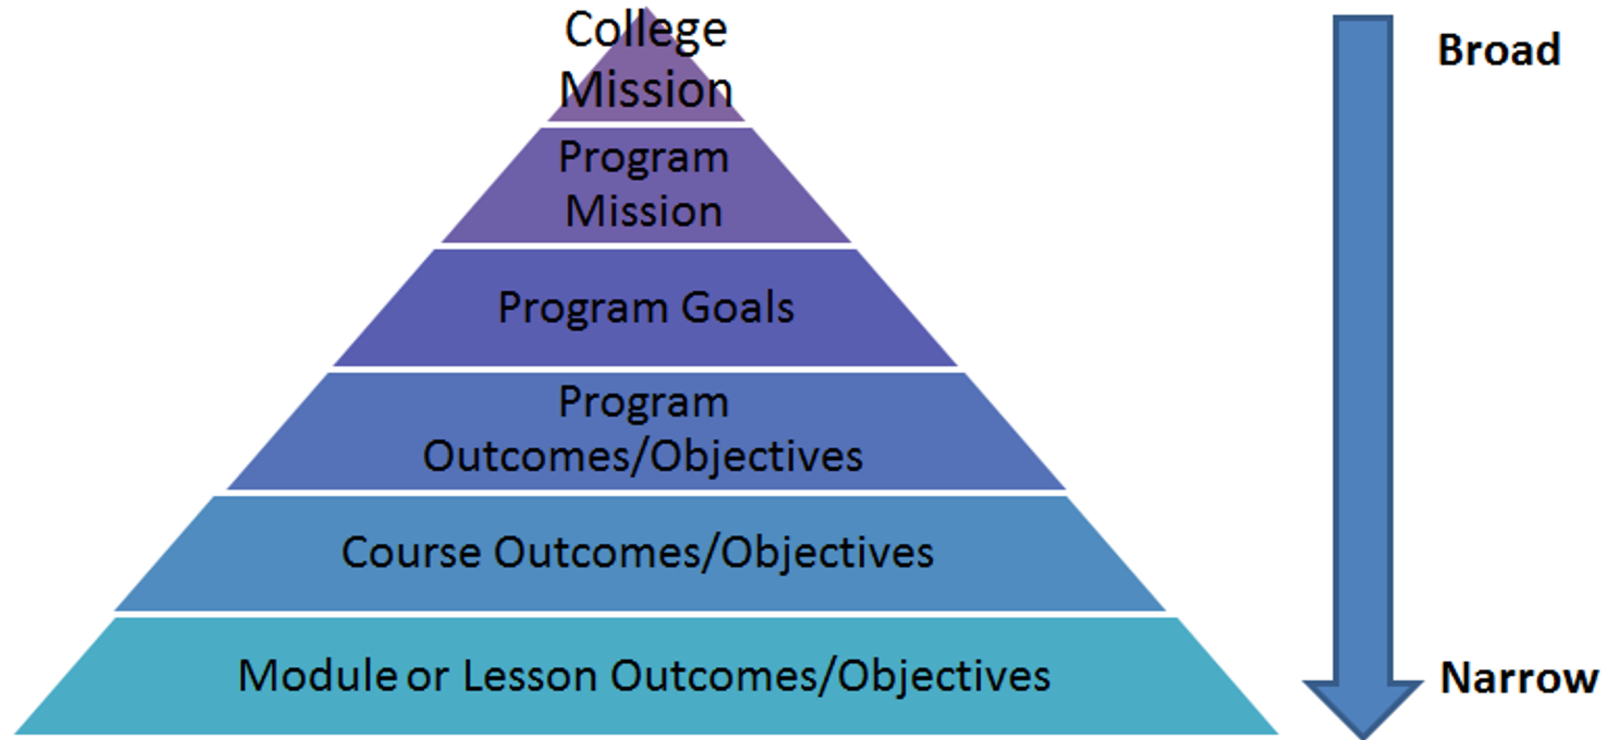 College
Mission
Broad
Program
Mission
Program Goals
Program
Outcomes/Objectives
Course Outcomes/Objectives
Module or Lesson Outcomes/Objectives
Narrow